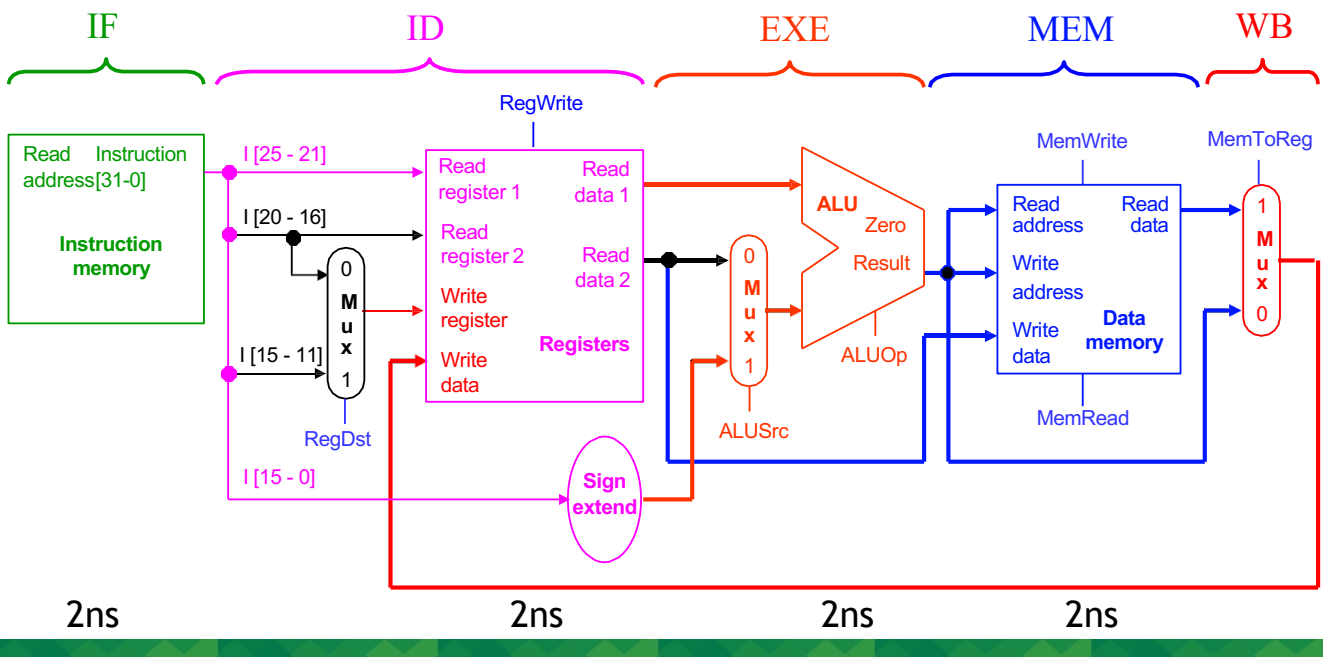 IF
ID
EXE
MEM
WB
RegWrite
Read Instruction
address[31-0]
Instruction
memory
I [25 - 21]
I [20 - 16]
I [15 - 11]
I [15 - 0]
0
M
u
x
1
RegDst
Read
register 1
Read
data 1
Read
register 2
Read
data 2
Write
register
Write
data
Registers
Sign
extend
0
M
u
x
1
ALUSrc
ALU
Zero
Result
ALUOp
MemWrite
Read
address
Read
data
Write
address
Write
data
Data
memory
MemRead
MemToReg
1
M
u
x
0
2ns
2ns
2ns
2ns